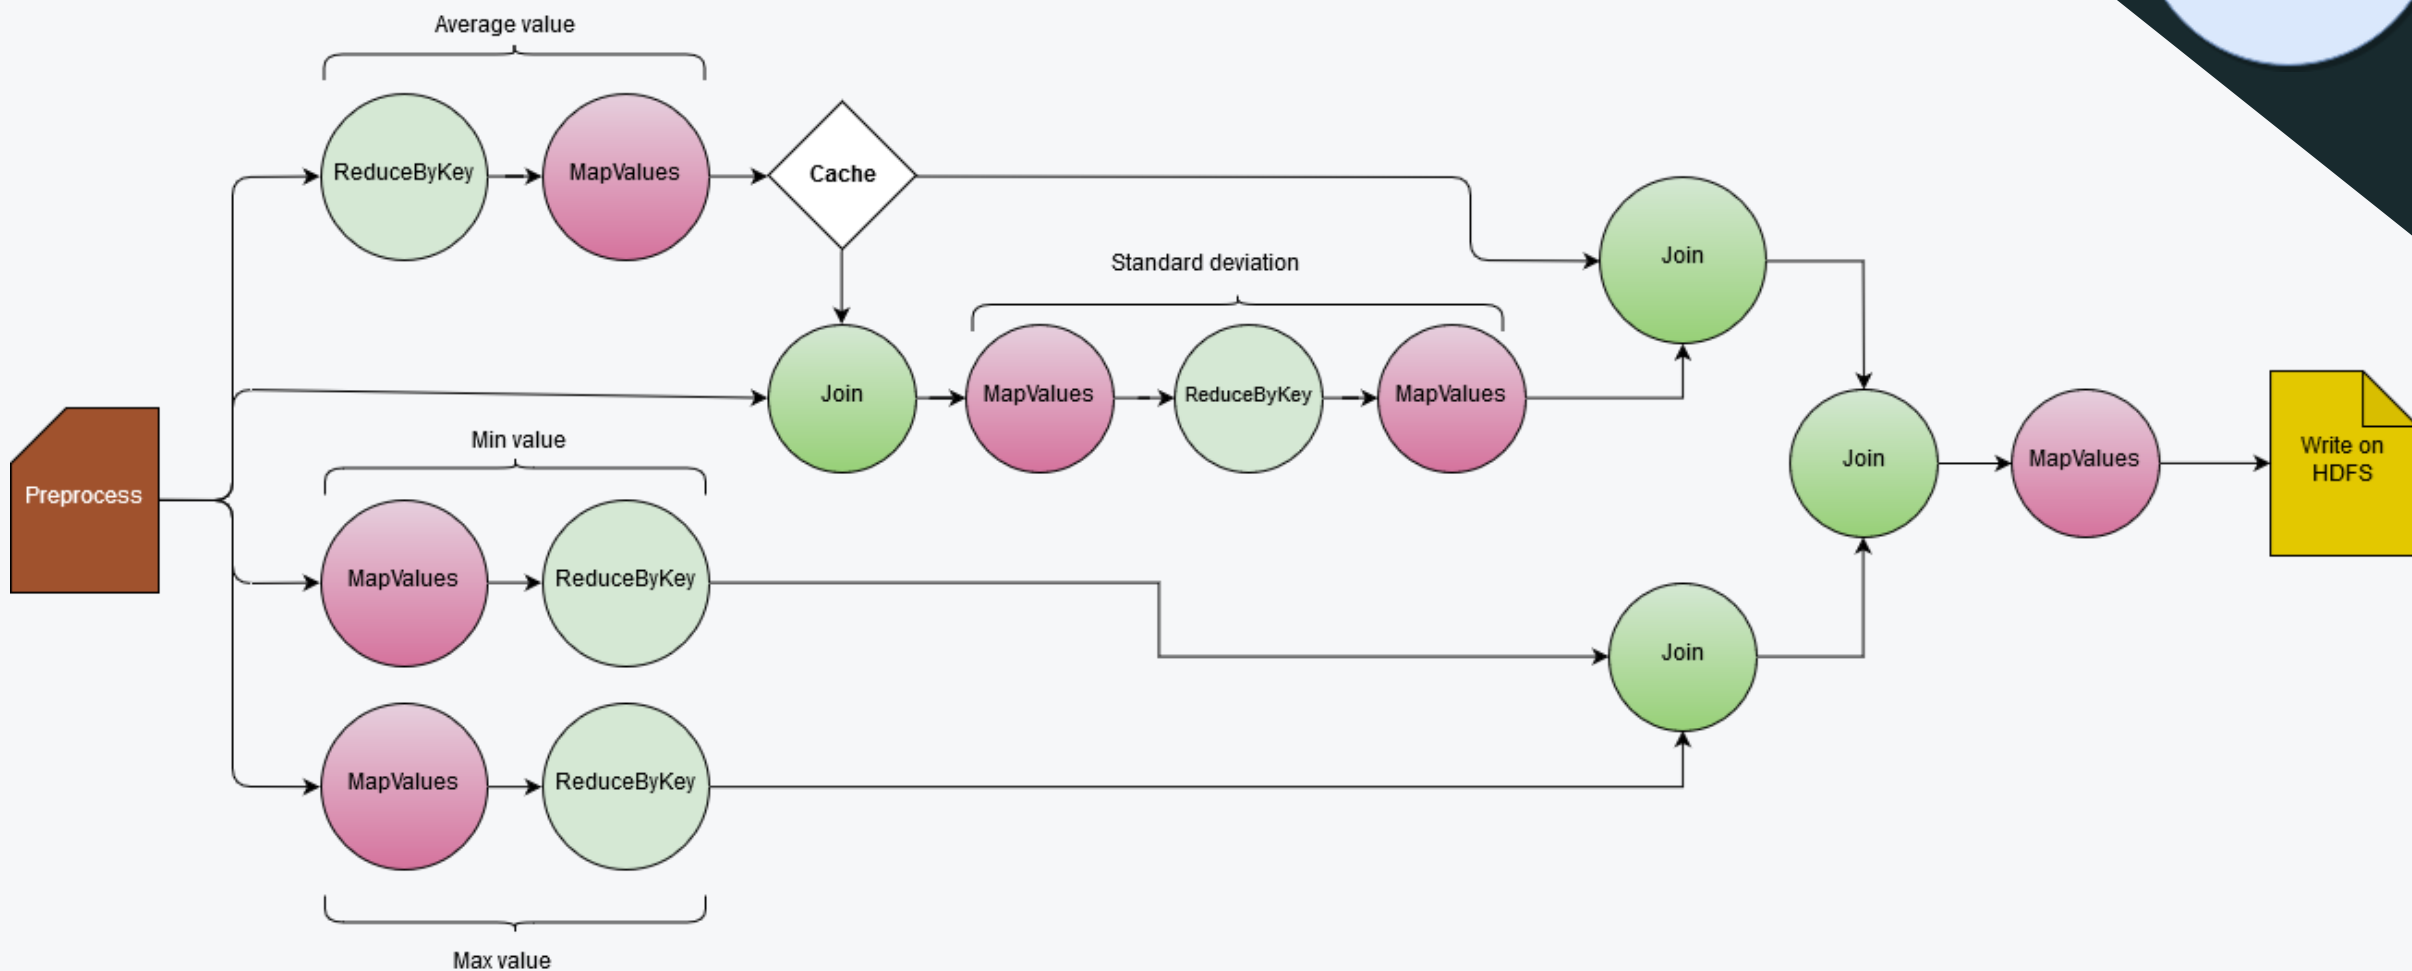 Average value
ReduceByKey
MapValues
Cache
Join
Standard deviation
Join
MapValues
ReduceByKey
MapValues
Min value
Preprocess
MapValues
ReduceByKey
Join
MapValues
Write on
HDFS
Join
MapValues
ReduceByKey
Max value